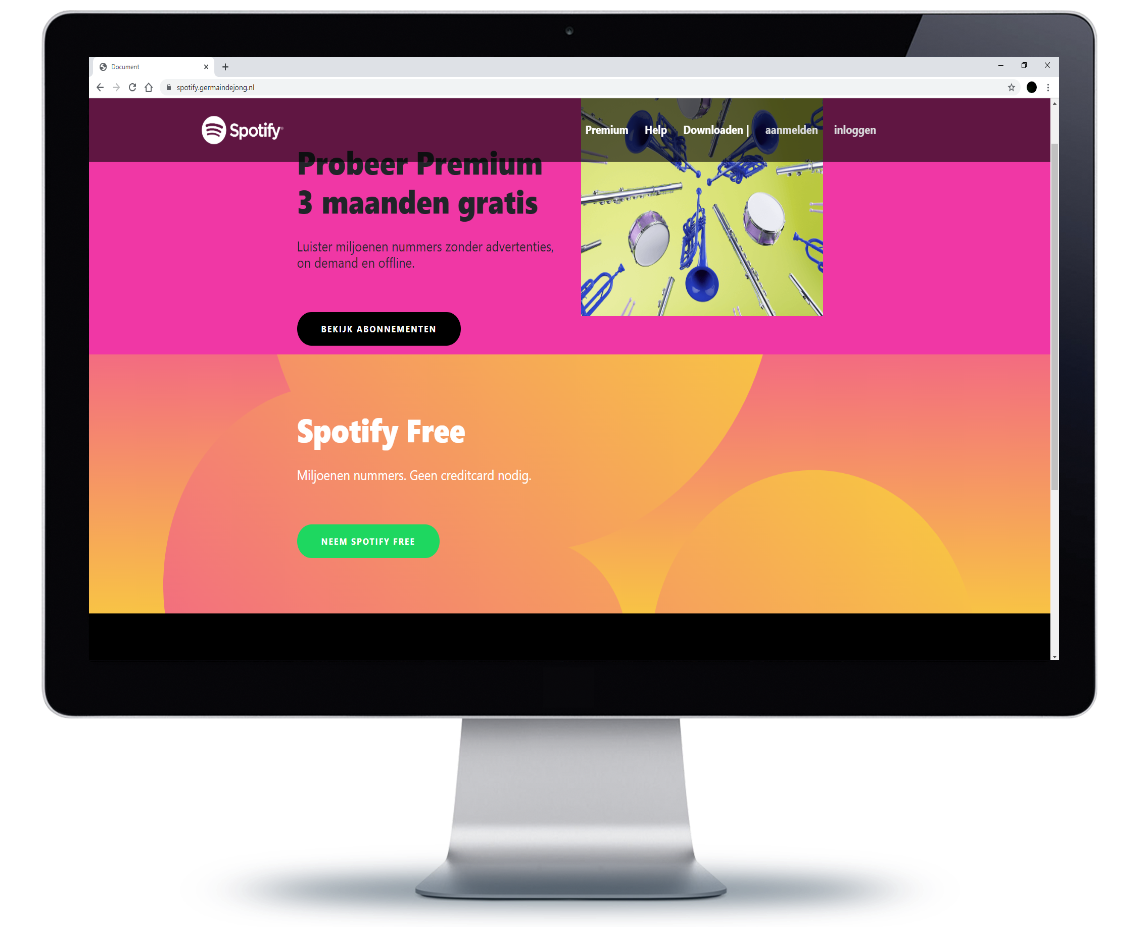 Document
spotify.germaindejong.nl
Spotify
Premium Help Downloaden | aanmelden inloggen
Probeer Premium
3 maanden gratis
Luister miljoenen nummers zonder advertenties,
on demand en offline.
BEKIJK ABONNEMENTEN
Spotify Free
Miljoenen nummers. Geen creditcard nodig.
NEEM SPOTIFY FREE